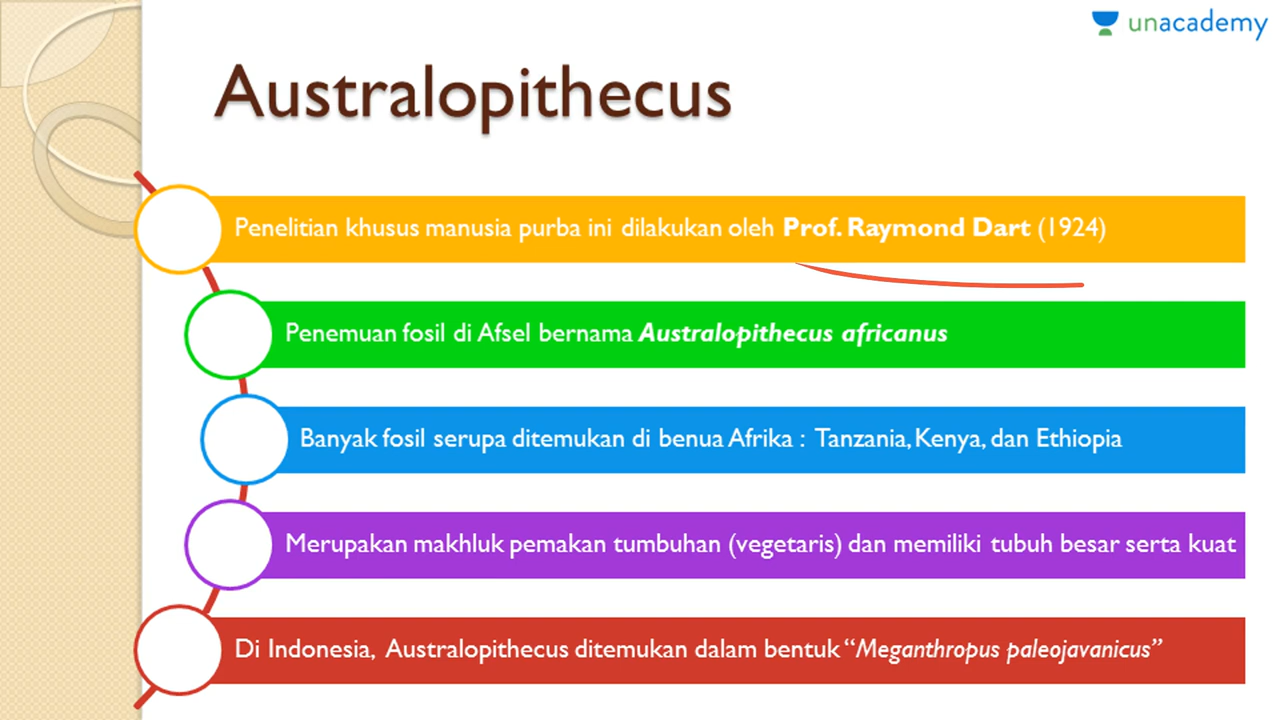 unacademy
Australopithecus
Penelitian khusus manusia purba ini dilakukan oleh Prof. Raymond Dart (1924)
Penemuan fosil di Afsel bernama Australopithecus africanus
Banyak fosil serupa ditemukan di benua Afrika : Tanzania, Kenya, dan Ethiopia
Merupakan makhluk pemakan tumbuhan (vegetaris) dan memiliki tubuh besar serta kuat
Di Indonesia, Australopithecus ditemukan dalam bentuk “Meganthropus paleojavanicus”